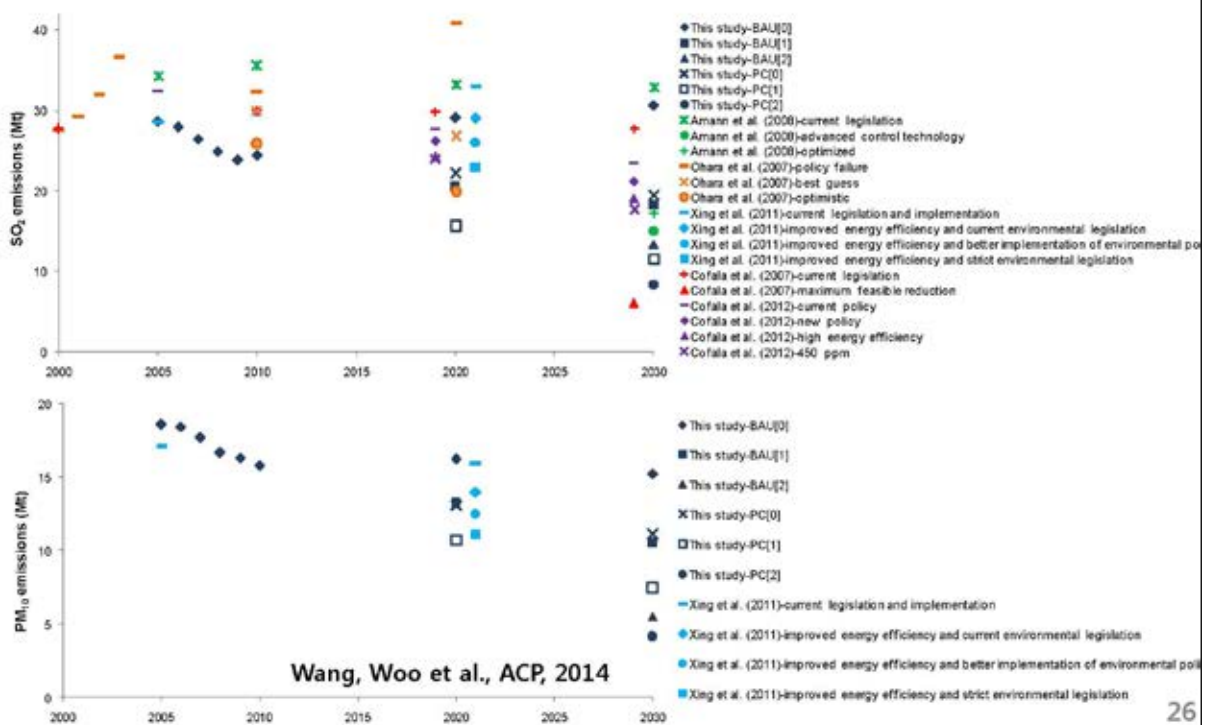 40
30
20
10
0
SO₂ emissions (Mt)
2000 2005 2010 2015 2020 2025 2030
This study-BAU[0]
This study-BAU[1]
This study-BAU[2]
This study-PC[0]
This study-PC[1]
This study-PC[2]
Amann et al. (2008)-current legislation
Amann et al. (2008)-advanced control technology
Amann et al. (2008)-optimized
Ohara et al. (2007)-policy failure
Ohara et al. (2007)-best guess
Ohara et al. (2007)-optimistic
Xing et al. (2011)-current legislation and implementation
Xing et al. (2011)-improved energy efficiency and current environmental legislation
Xing et al. (2011)-improved energy efficiency and better implementation of environmental po
Xing et al. (2011)-improved energy efficiency and strict environmental legislation
Cofala et al. (2007)-current legislation
Cofala et al. (2007)-maximum feasible reduction
Cofala et al. (2012)-current policy
Cofala et al. (2012)-new policy
Cofala et al. (2012)-high energy efficiency
Cofala et al. (2012)-450 ppm
20
15
10
5
0
PM₁₀ emissions (Mt)
2000 2005 2010 2015 2020 2025 2030
This study-BAU[0]
This study-BAU[1]
This study-BAU[2]
This study-PC[0]
This study-PC[1]
This study-PC[2]
Xing et al. (2011)-current legislation and implementation
Xing et al. (2011)-improved energy efficiency and current environmental legislation
Xing et al. (2011)-improved energy efficiency and better implementation of environmental poli
Xing et al. (2011)-improved energy efficiency and strict environmental legislation
Wang, Woo et al., ACP, 2014
26